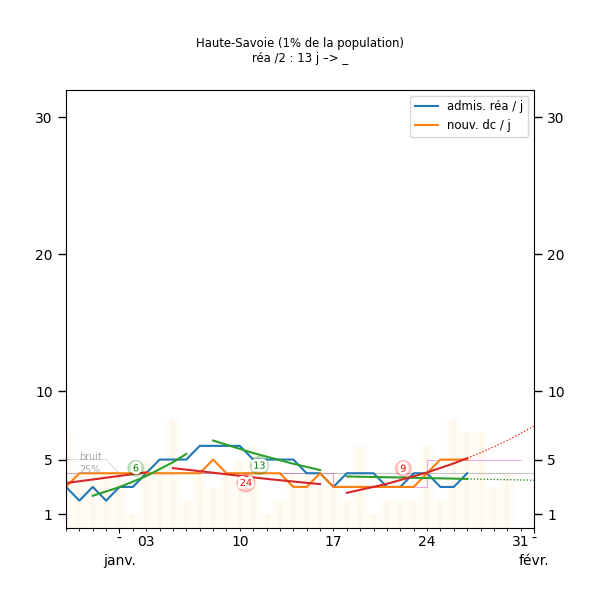 Haute-Savoie (1% de la population)
réa /2 : 13 j –> _
admis. réa / j
nouv. dc / j
30
30
20
20
10
10
5
5
1
1
bruit
25%
6
24
-13
9
- 03 10 17 24 31 -
janv. févr.